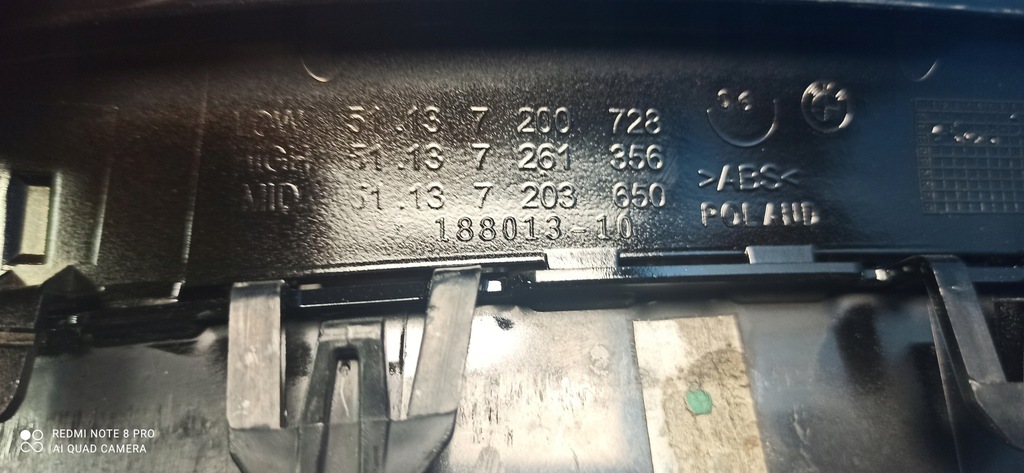 LOW 51.13 7 200 728
HIGH 51.13 7 261 356
MID 51.13 7 203 650
188013-10
>ABS<
POLAND
REDMI NOTE 8 PRO
AI QUAD CAMERA